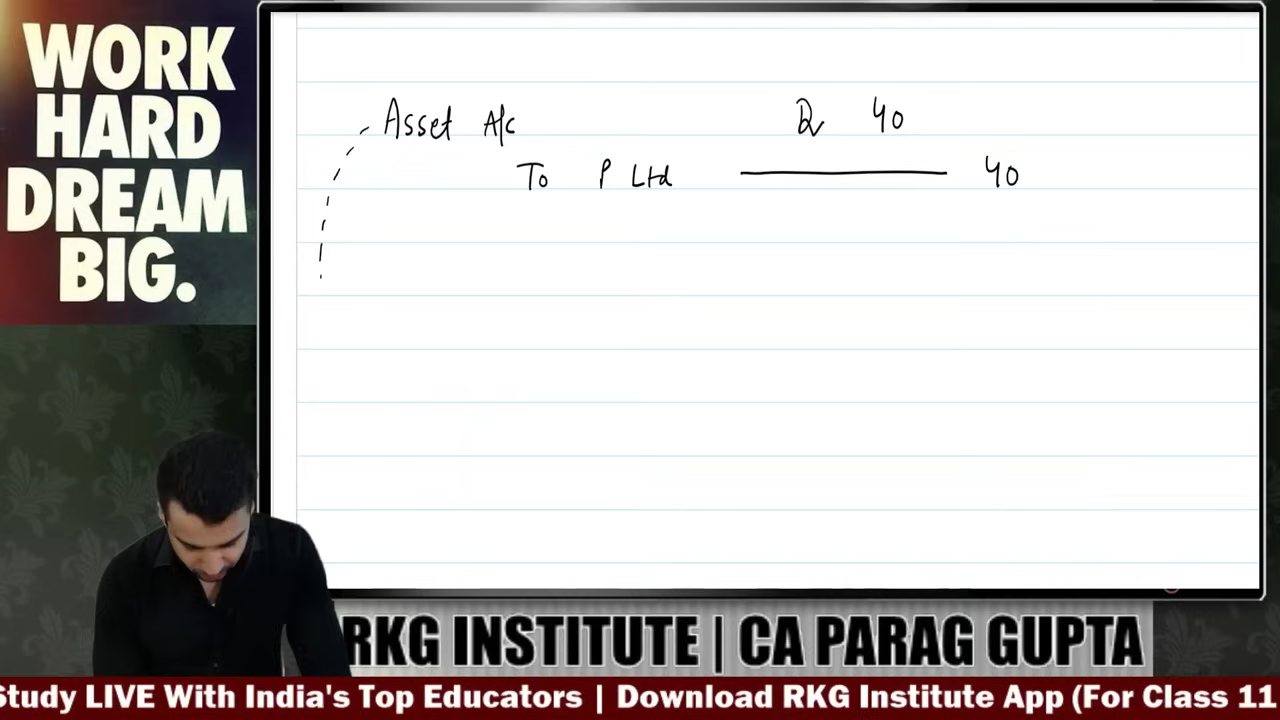 WORK
HARD
DREAM
BIG.
Asset A/c Dr 40
To P Ltd 40
RKG INSTITUTE | CA PARAG GUPTA
Study LIVE With India's Top Educators | Download RKG Institute App (For Class 11